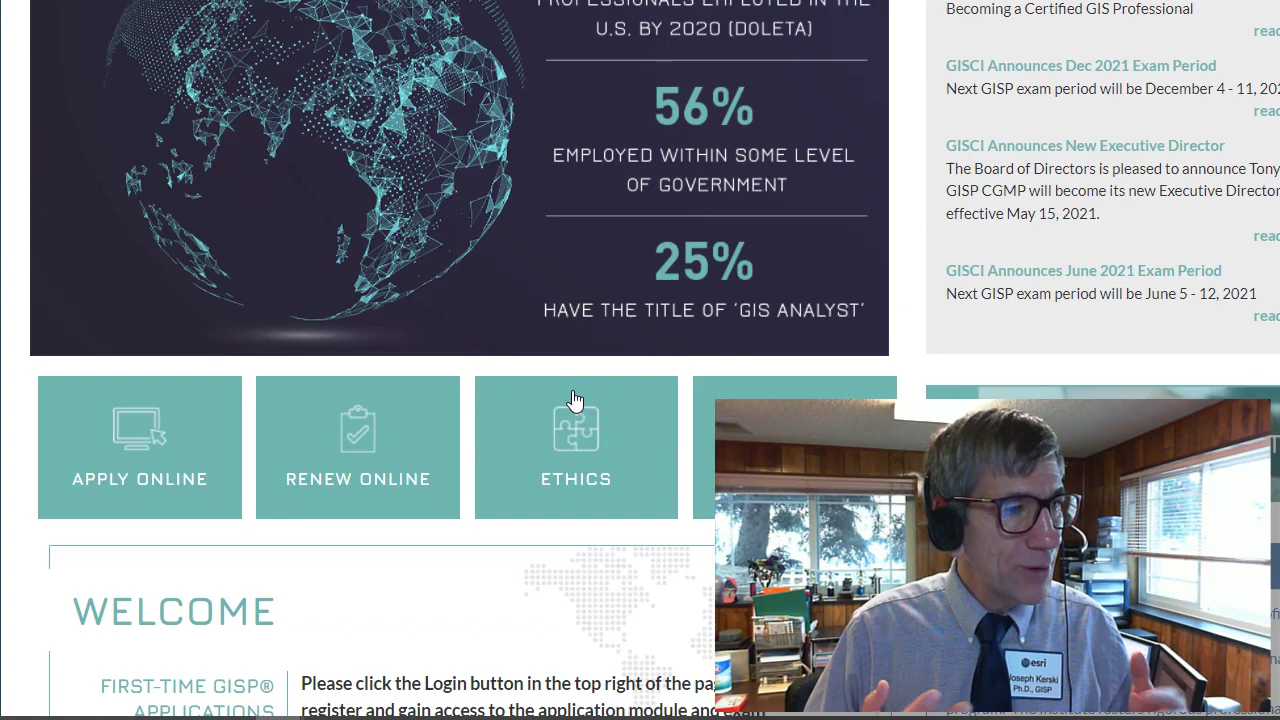 PROFESSIONALS EMPLOYED IN THE
U.S. BY 2020 (DOLETA)
56%
EMPLOYED WITHIN SOME LEVEL
OF GOVERNMENT
25%
HAVE THE TITLE OF 'GIS ANALYST'
Becoming a Certified GIS Professional
read
GISCI Announces Dec 2021 Exam Period
Next GISP exam period will be December 4 - 11, 202
read
GISCI Announces New Executive Director
The Board of Directors is pleased to announce Tony
GISP CGMP will become its new Executive Director
effective May 15, 2021.
read
GISCI Announces June 2021 Exam Period
Next GISP exam period will be June 5 - 12, 2021
read
APPLY ONLINE
RENEW ONLINE
ETHICS
WELCOME
FIRST-TIME GISP®
APPLICATIONS
Please click the Login button in the top right of the pag
register and gain access to the application module and exam
esri
Joseph Kerski
Ph.D., GISP